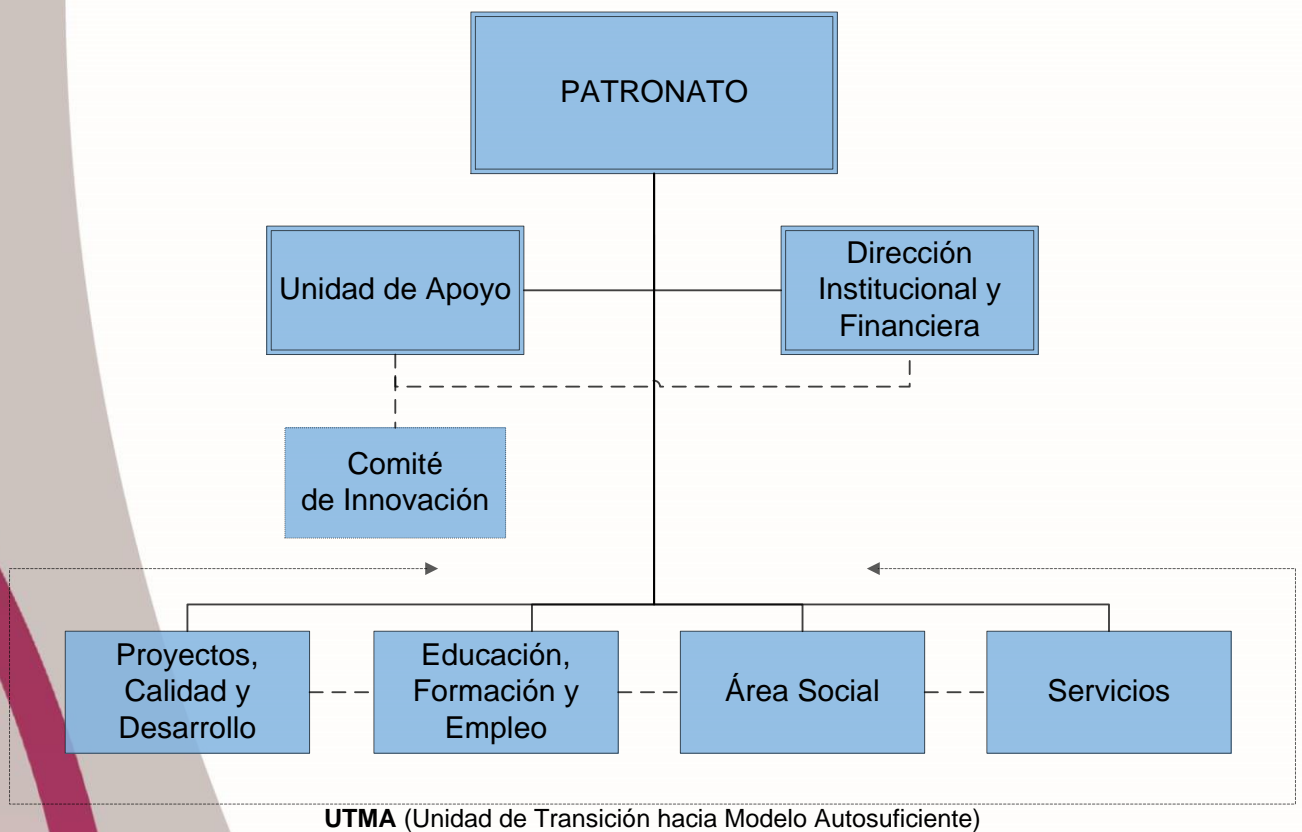 PATRONATO
Unidad de Apoyo
Dirección
Institucional y
Financiera
Comité
de Innovación
Proyectos,
Calidad y
Desarrollo
Educación,
Formación y
Empleo
Área Social
Servicios
UTMA (Unidad de Transición hacia Modelo Autosuficiente)